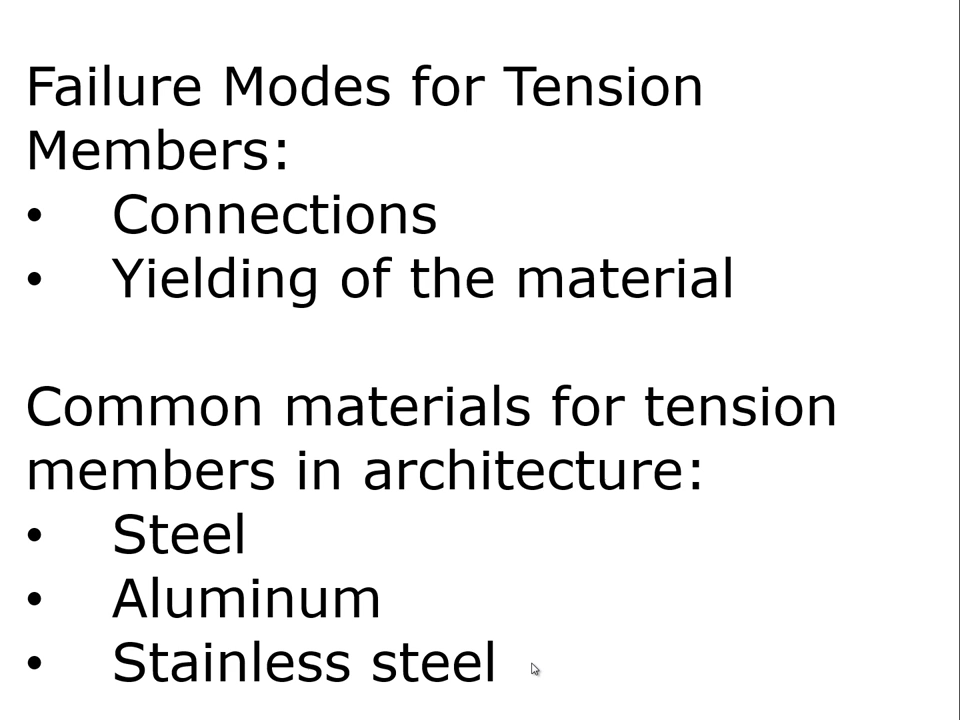 Failure Modes for Tension
Members:
• Connections
• Yielding of the material
Common materials for tension
members in architecture:
• Steel
• Aluminum
• Stainless steel